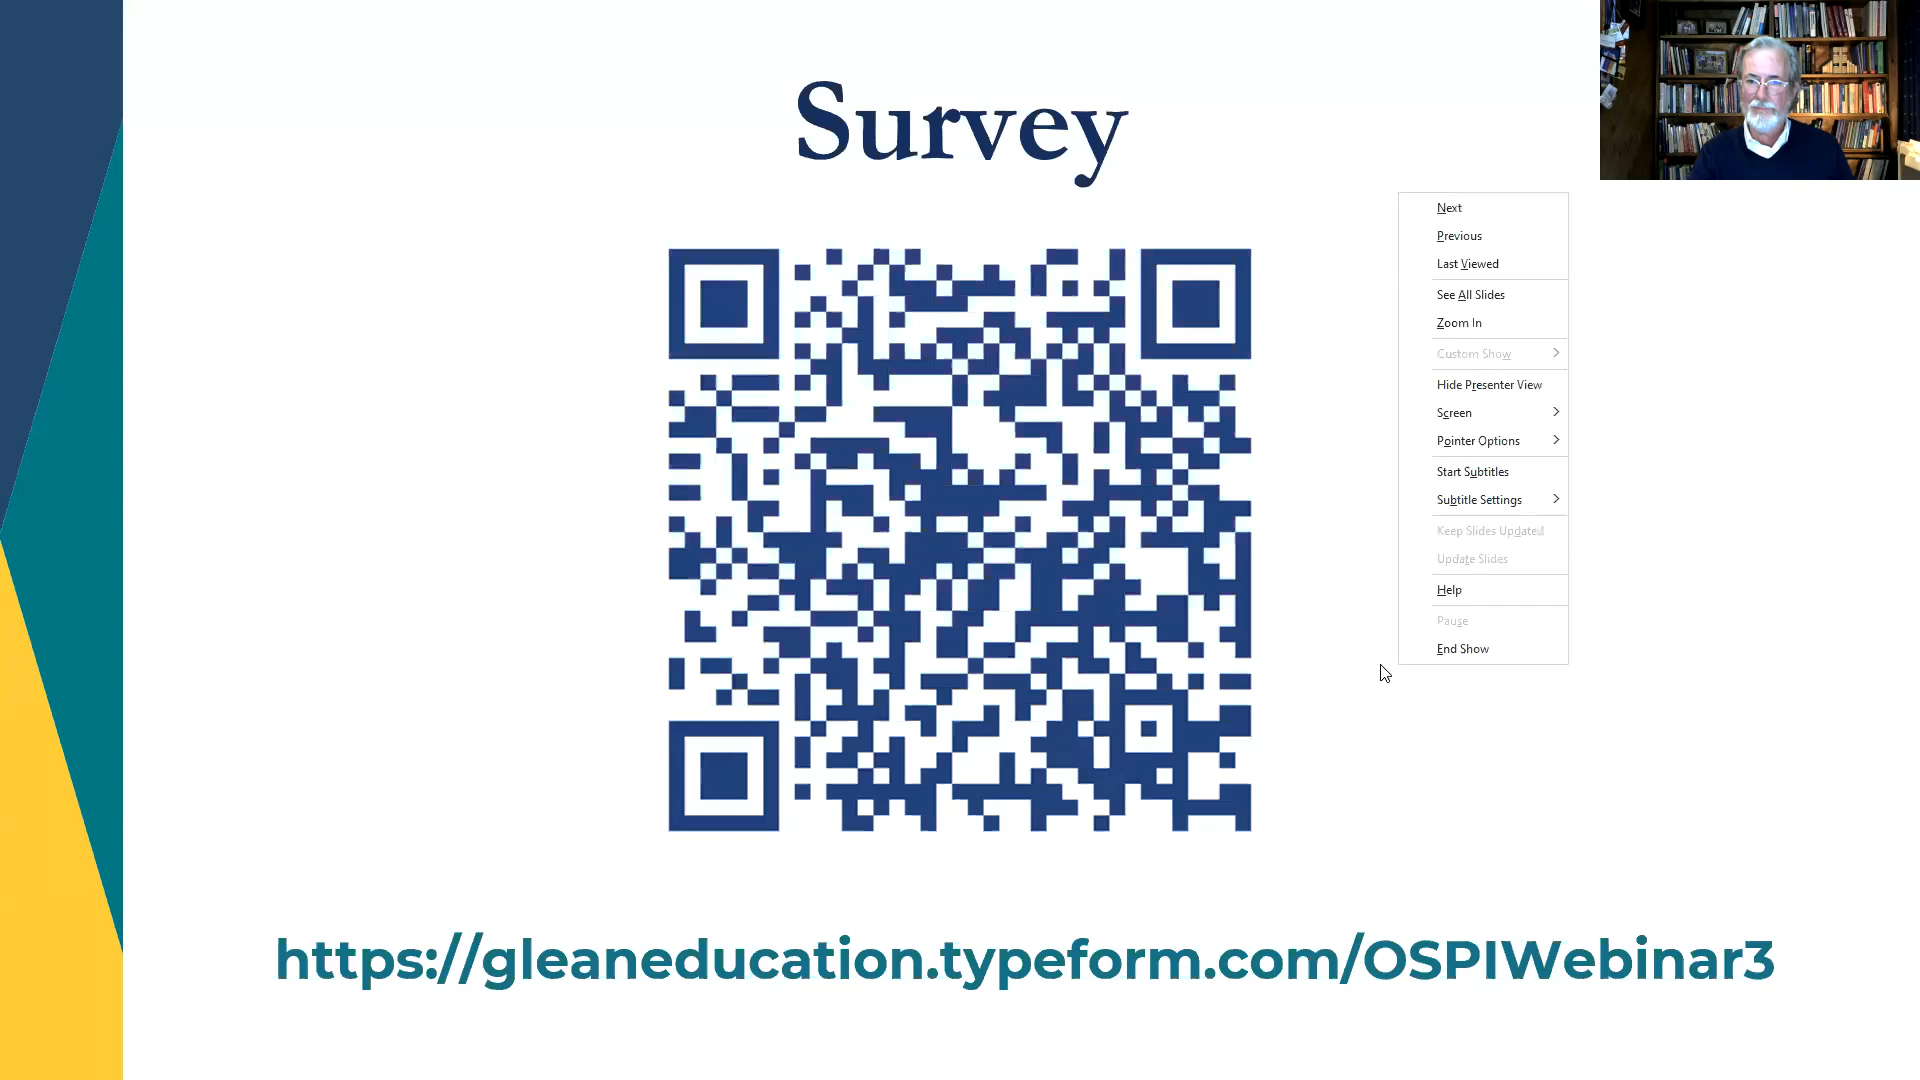 Survey
Next
Previous
Last Viewed
See All Slides
Zoom In
Custom Show
Hide Presenter View
Screen
Pointer Options
Start Subtitles
Subtitle Settings
Keep Slides Updated
Update Slides
Help
Pause
End Show
https://gleaneducation.typeform.com/OSPIWebinar3